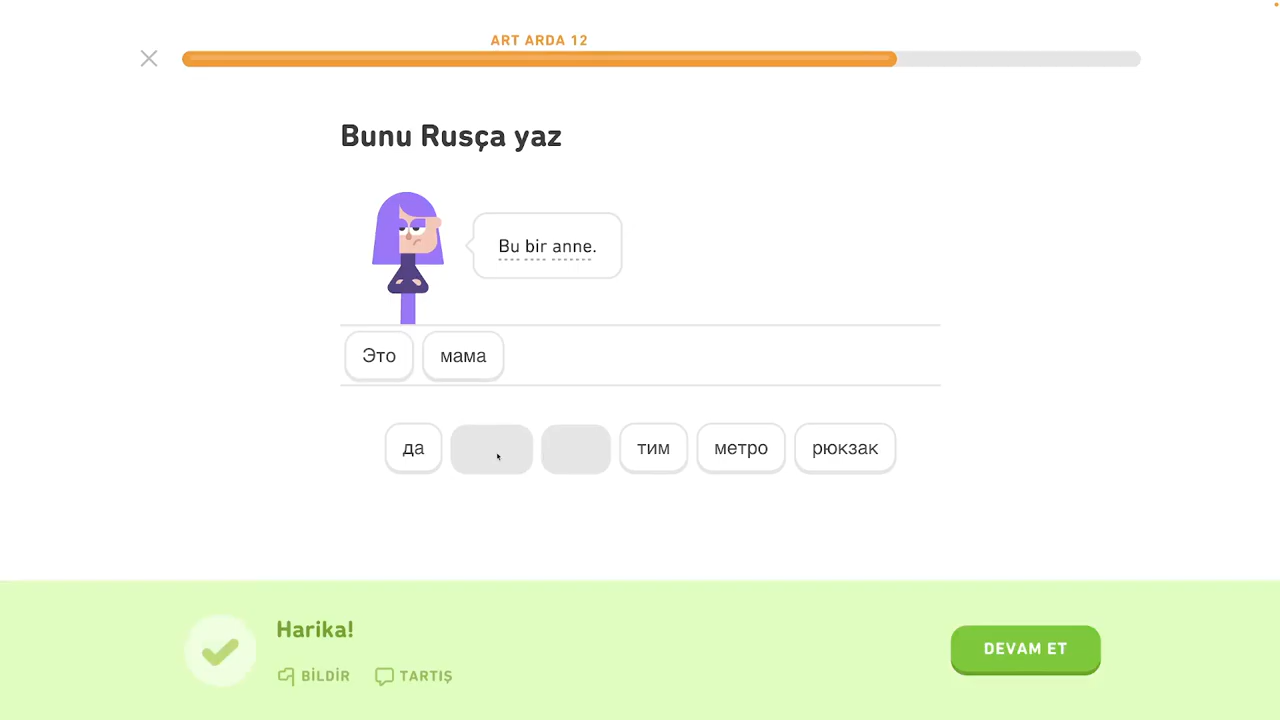 ART ARDA 12
Bunu Rusça yaz
Bu bir anne.
Это мама
да тим метро рюкзак
Harika!
BİLDİR TARTIŞ
DEVAM ET